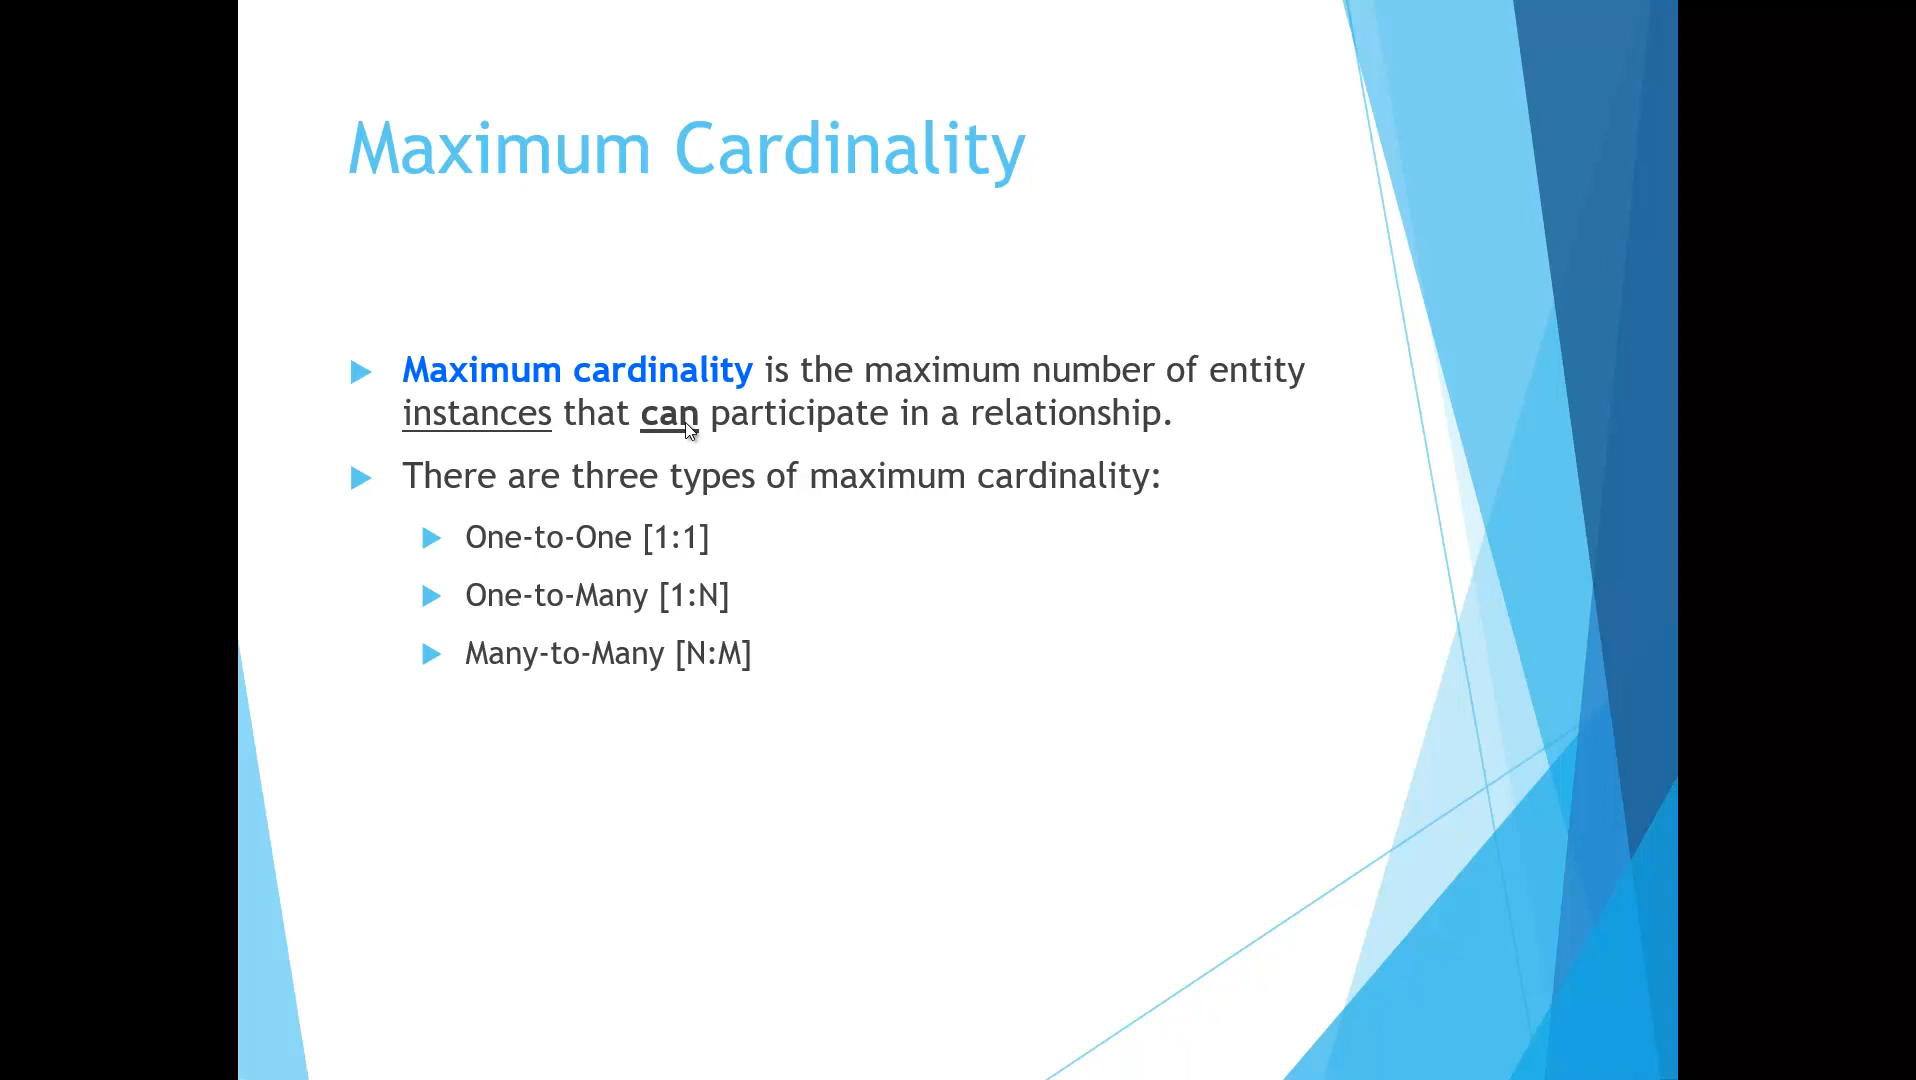 Maximum Cardinality
Maximum cardinality is the maximum number of entity
instances that can participate in a relationship.
There are three types of maximum cardinality:
One-to-One [1:1]
One-to-Many [1:N]
Many-to-Many [N:M]